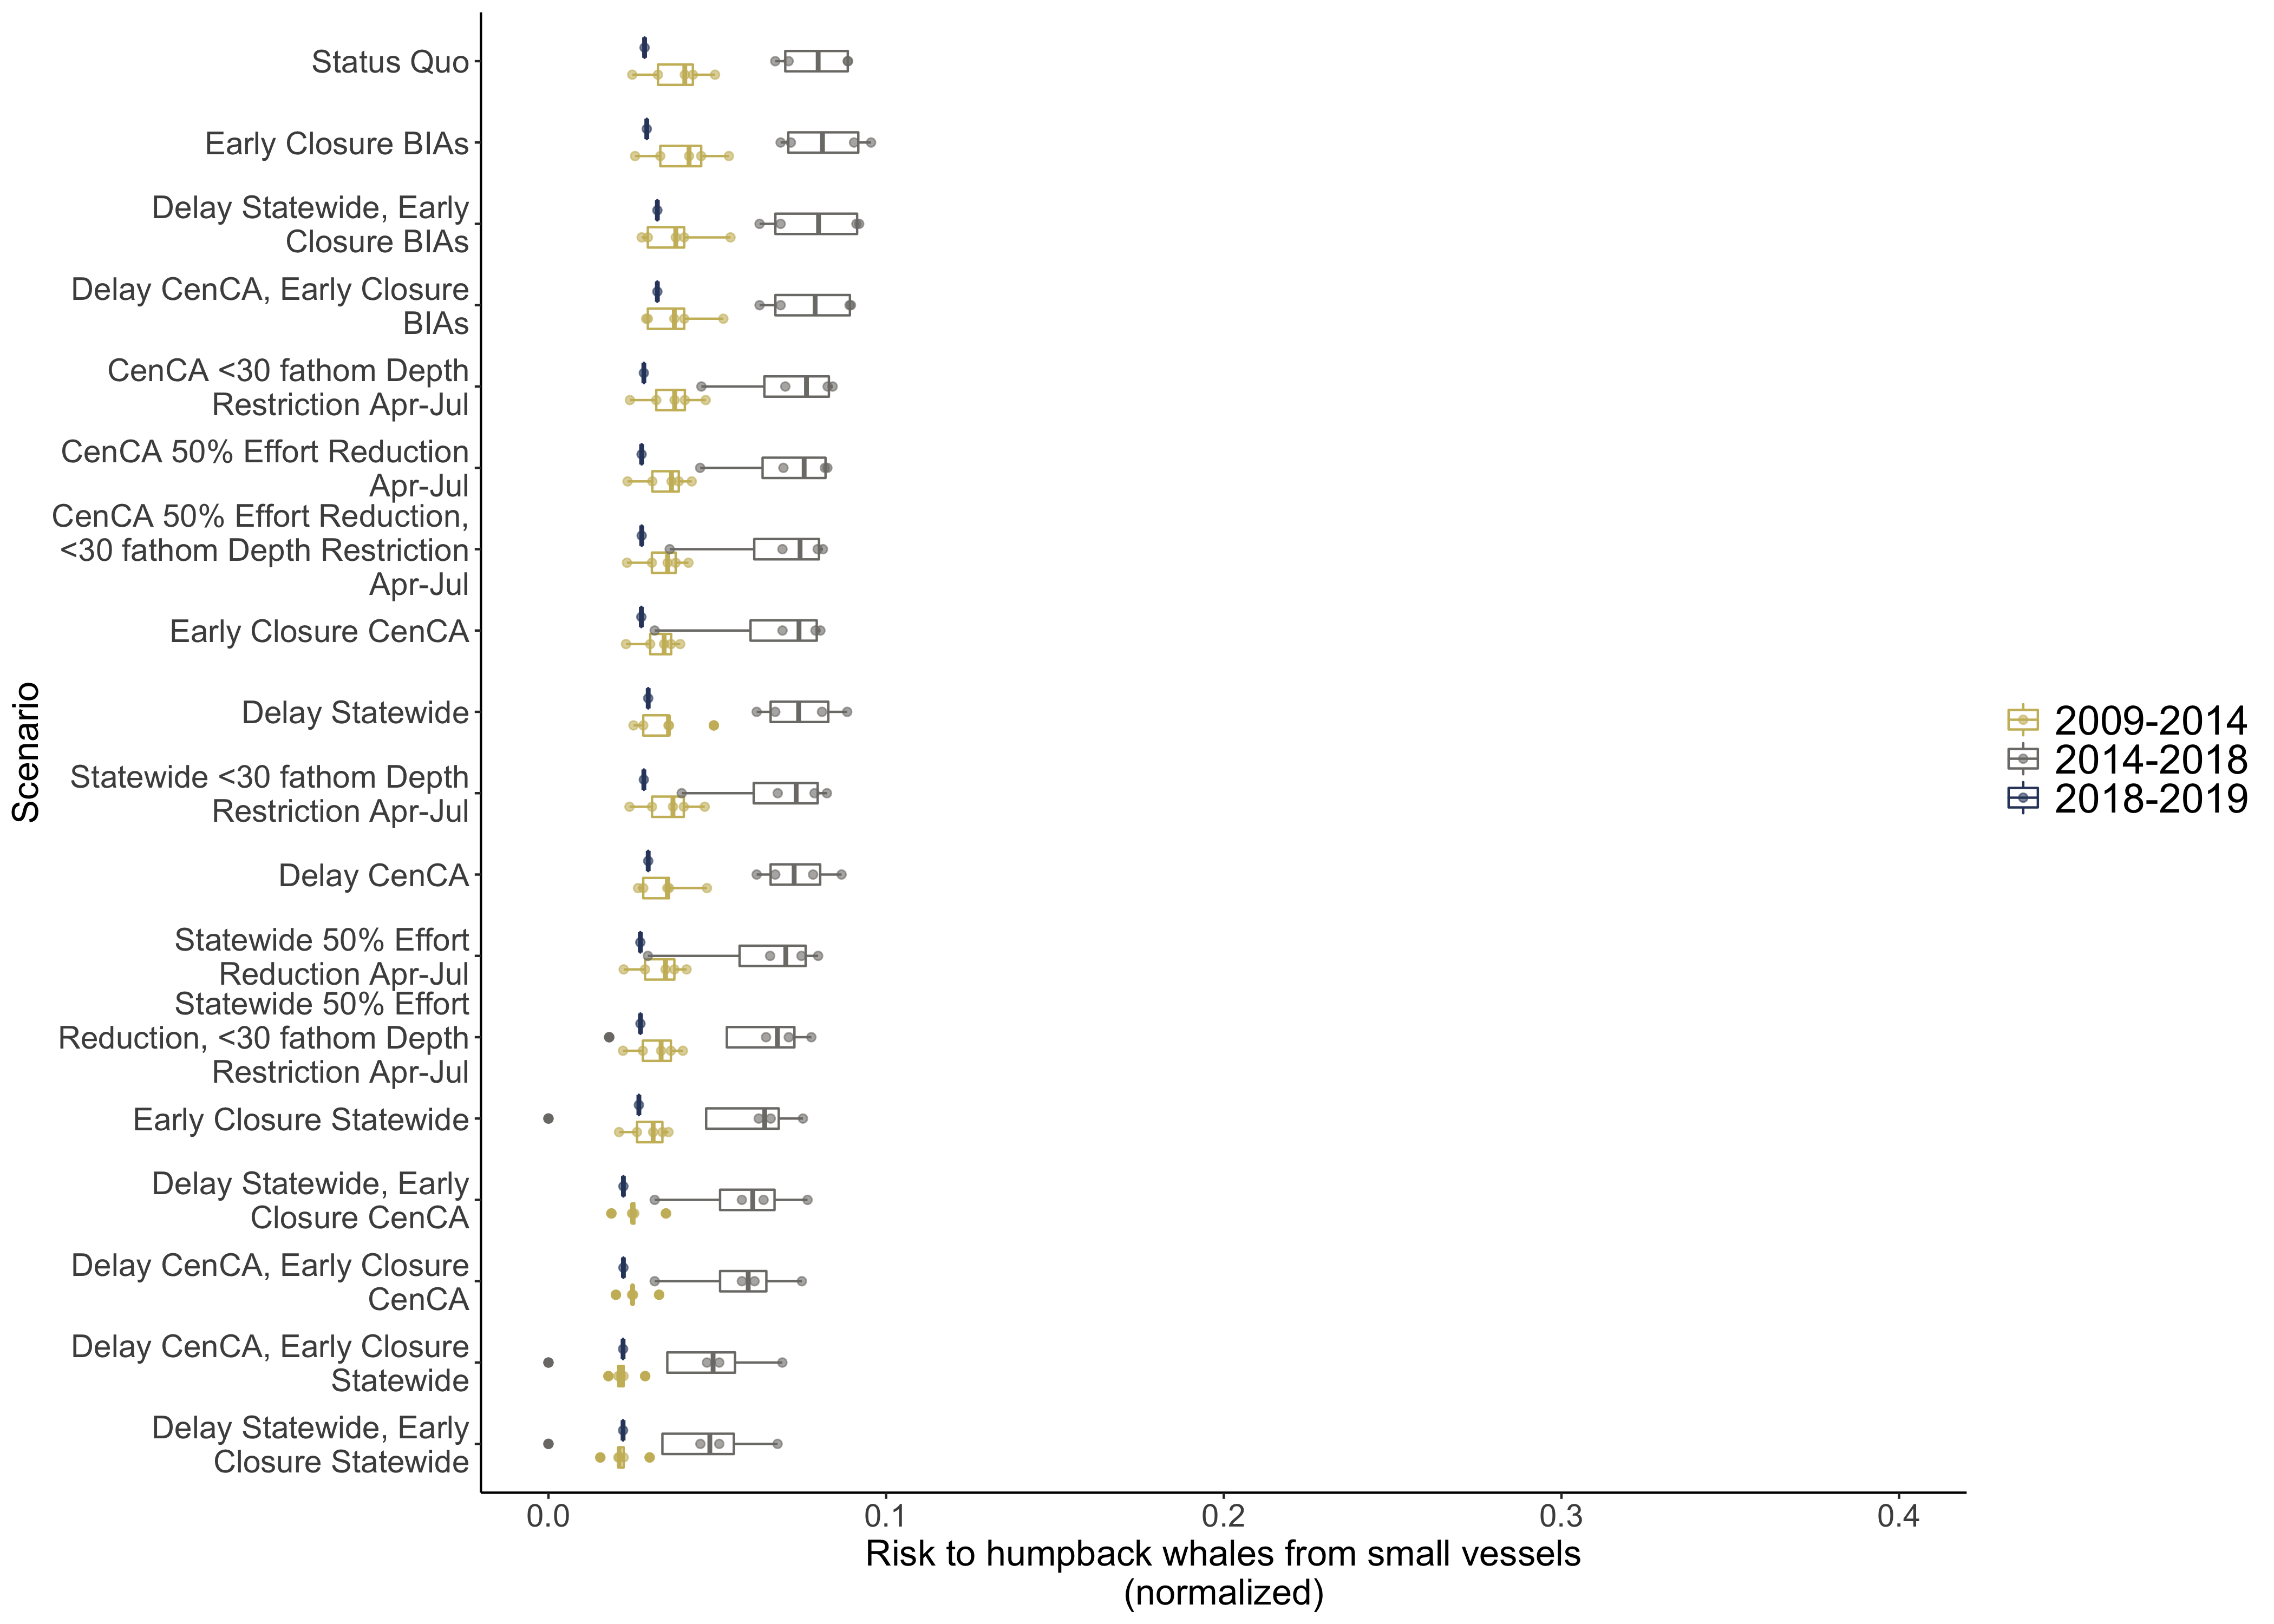 Status Quo
Early Closure BIAs
Delay Statewide, Early
Closure BIAs
Delay CenCA, Early Closure
BIAs
CenCA <30 fathom Depth
Restriction Apr-Jul
CenCA 50% Effort Reduction
Apr-Jul
CenCA 50% Effort Reduction,
<30 fathom Depth Restriction
Apr-Jul
Early Closure CenCA
Delay Statewide
Statewide <30 fathom Depth
Restriction Apr-Jul
Delay CenCA
Statewide 50% Effort
Reduction Apr-Jul
Statewide 50% Effort
Reduction, <30 fathom Depth
Restriction Apr-Jul
Early Closure Statewide
Delay Statewide, Early
Closure CenCA
Delay CenCA, Early Closure
CenCA
Delay CenCA, Early Closure
Statewide
Delay Statewide, Early
Closure Statewide
Scenario
0.0
0.1
0.2
0.3
0.4
Risk to humpback whales from small vessels
(normalized)
2009-2014
2014-2018
2018-2019